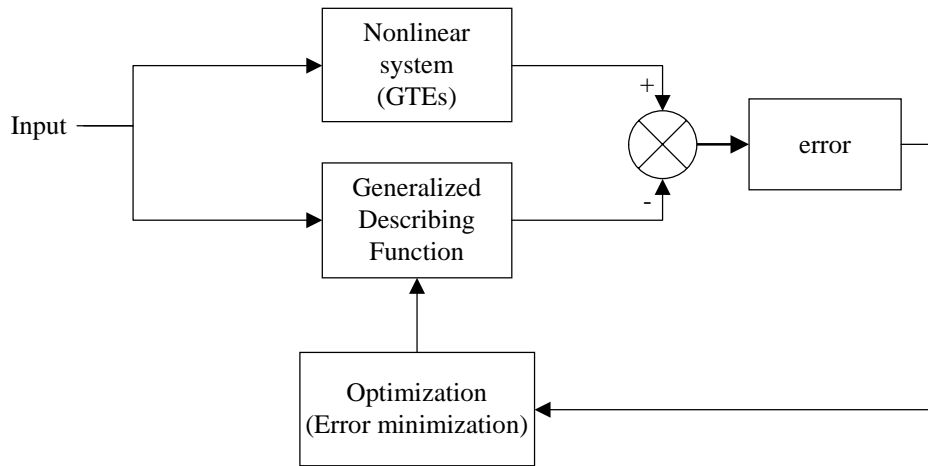 Nonlinear
system
(GTEs)
Input
+
error
Generalized
Describing
Function
-
Optimization
(Error minimization)